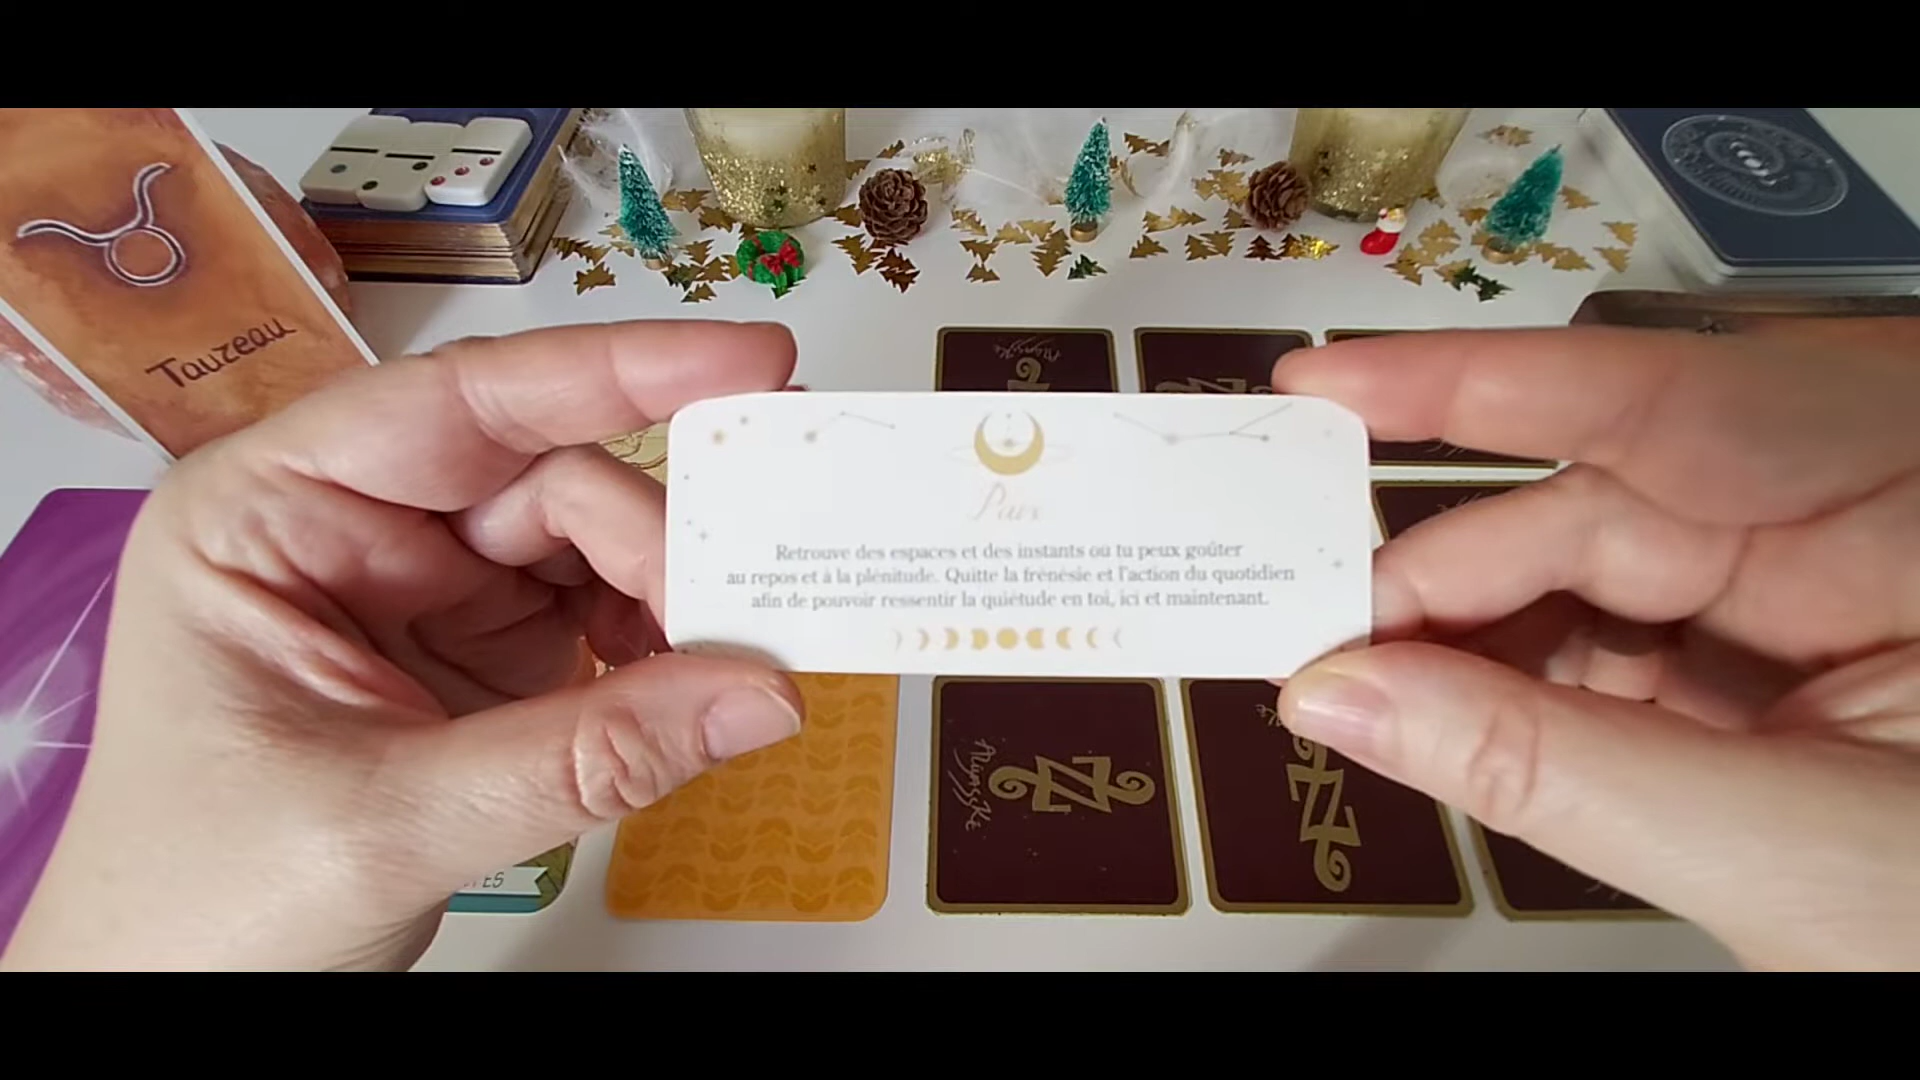 Taureau
Paix
Retrouve des espaces et des instants où tu peux goûter
au repos et à la plénitude. Quitte la frénésie et l'action du quotidien
afin de pouvoir ressentir la quiétude en toi, ici et maintenant.